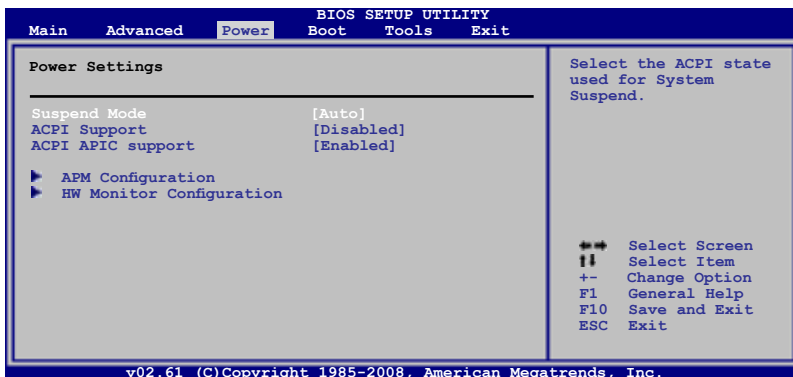 BIOS SETUP UTILITY
Main Advanced Power Boot Tools Exit
Power Settings
Suspend Mode [Auto]
ACPI Support [Disabled]
ACPI APIC support [Enabled]
APM Configuration
HW Monitor Configuration
Select the ACPI state
used for System
Suspend.
Select Screen
Select Item
+- Change Option
F1 General Help
F10 Save and Exit
ESC Exit
v02.61 (C)Copyright 1985-2008, American Megatrends, Inc.